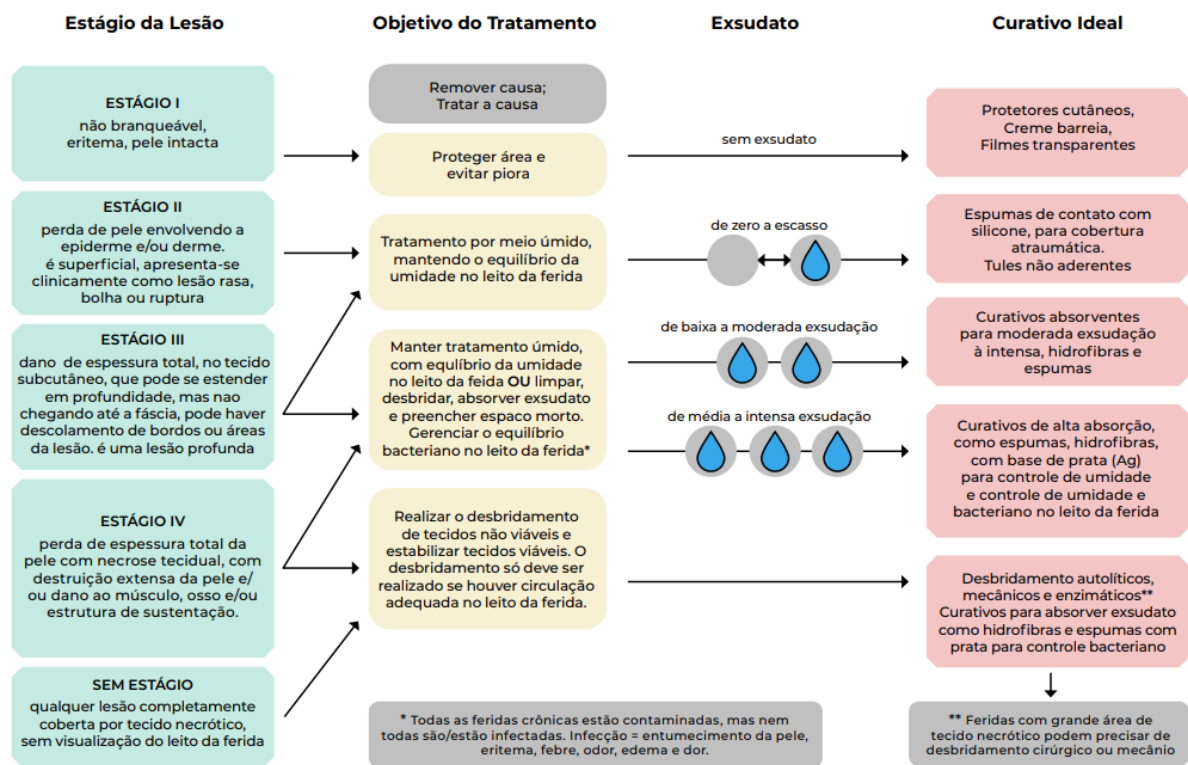 Estágio da Lesão
Objetivo do Tratamento
Exsudato
Curativo Ideal
ESTÁGIO I
não branqueável,
eritema, pele intacta
Remover causa;
Tratar a causa
Proteger área e
evitar piora
sem exsudato
Protetores cutâneos,
Creme barreia,
Filmes transparentes
ESTÁGIO II
perda de pele envolvendo a
epiderme e/ou derme.
é superficial, apresenta-se
clinicamente como lesão rasa,
bolha ou ruptura
Tratamento por meio úmido,
mantendo o equilíbrio da
umidade no leito da ferida
de zero a escasso
Espumas de contato com
silicone, para cobertura
atraumática.
Tules não aderentes
ESTÁGIO III
dano de espessura total, no tecido
subcutâneo, que pode se estender
em profundidade, mas nao
chegando até a fáscia, pode haver
descolamento de bordos ou áreas
da lesão. é uma lesão profunda
Manter tratamento úmido,
com equlíbrio da umidade
no leito da feida OU limpar,
desbridar, absorver exsudato
e preencher espaco morto.
Gerenciar o equilíbrio
bacteriano no leito da ferida*
de baixa a moderada exsudação
Curativos absorventes
para moderada exsudação
à intensa, hidrofibras e
espumas
de média a intensa exsudação
Curativos de alta absorção,
como espumas, hidrofibras,
com base de prata (Ag)
para controle de umidade
e controle de umidade e
bacteriano no leito da ferida
ESTÁGIO IV
perda de espessura total da
pele com necrose tecidual, com
destruição extensa da pele e/
ou dano ao músculo, osso e/ou
estrutura de sustentação.
Realizar o desbridamento
de tecidos não viáveis e
estabilizar tecidos viáveis. O
desbridamento só deve ser
realizado se houver circulação
adequada no leito da ferida.
Desbridamento autolíticos,
mecânicos e enzimáticos**
Curativos para absorver exsudato
como hidrofibras e espumas com
prata para controle bacteriano
SEM ESTÁGIO
qualquer lesão completamente
coberta por tecido necrótico,
sem visualização do leito da ferida
* Todas as feridas crônicas estão contaminadas, mas nem
todas são/estão infectadas. Infecção = entumecimento da pele,
eritema, febre, odor, edema e dor.
** Feridas com grande área de
tecido necrótico podem precisar de
desbridamento cirúrgico ou mecânio